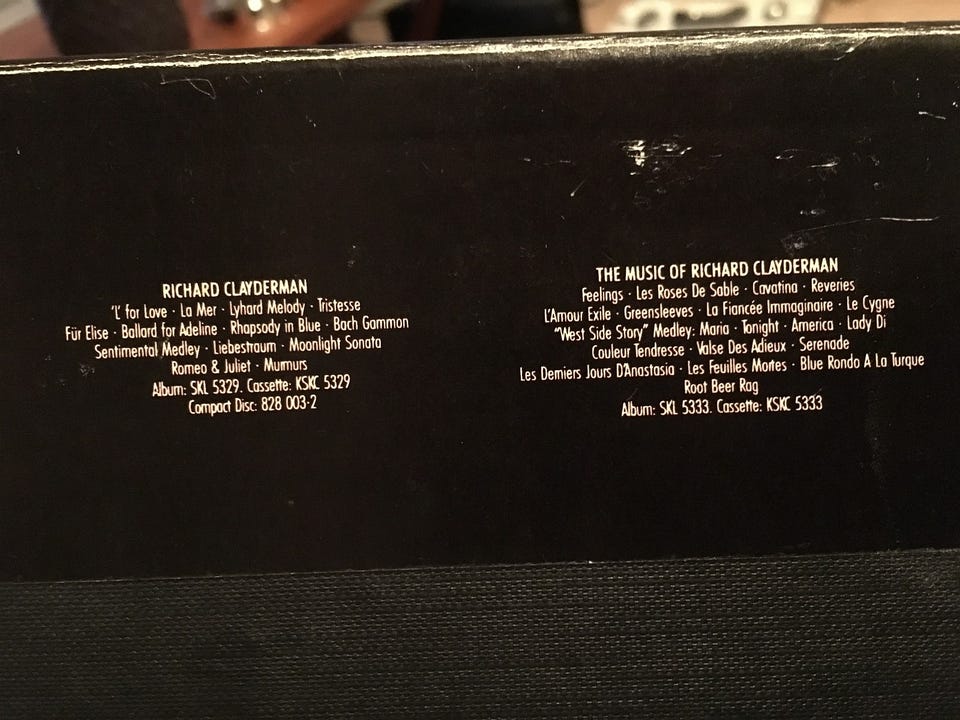 RICHARD CLAYDERMAN
'L' for Love · La Mer · Lyhard Melody · Tristesse
Für Elise · Ballard for Adeline · Rhapsody in Blue · Bach Gammon
Sentimental Medley · Liebestraum · Moonlight Sonata
Romeo & Juliet · Mumurs
Album: SKL 5329. Cassette: KSKC 5329
Compact Disc: 828 003-2
THE MUSIC OF RICHARD CLAYDERMAN
Feelings · Les Roses De Sable · Cavatina · Reveries
L'Amour Exile · Greensleeves · La Fiancée Immaginaire · Le Cygne
"West Side Story" Medley: Maria · Tonight · America · Lady Di
Couleur Tendresse · Valse Des Adieux · Serenade
Les Derniers Jours D'Anastasia · Les Feuilles Mortes · Blue Rondo A La Turque
Root Beer Rag
Album: SKL 5333. Cassette: KSKC 5333